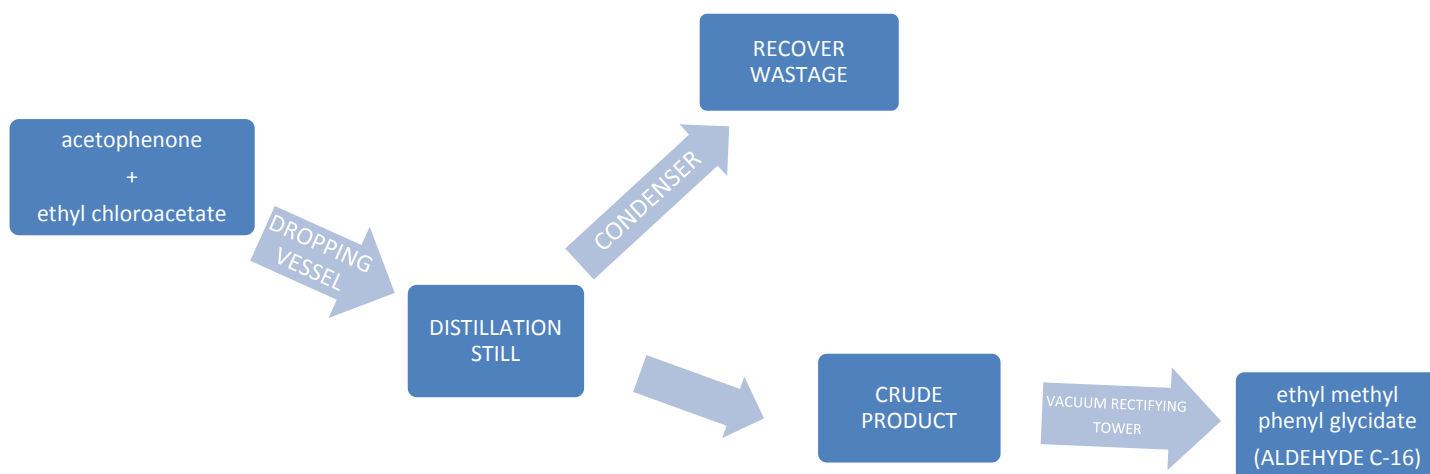 acetophenone
+
ethyl chloroacetate
DROPPING
VESSEL
DISTILLATION
STILL
CONDENSER
RECOVER
WASTAGE
CRUDE
PRODUCT
VACUUM RECTIFYING
TOWER
ethyl methyl
phenyl glycidate
(ALDEHYDE C-16)